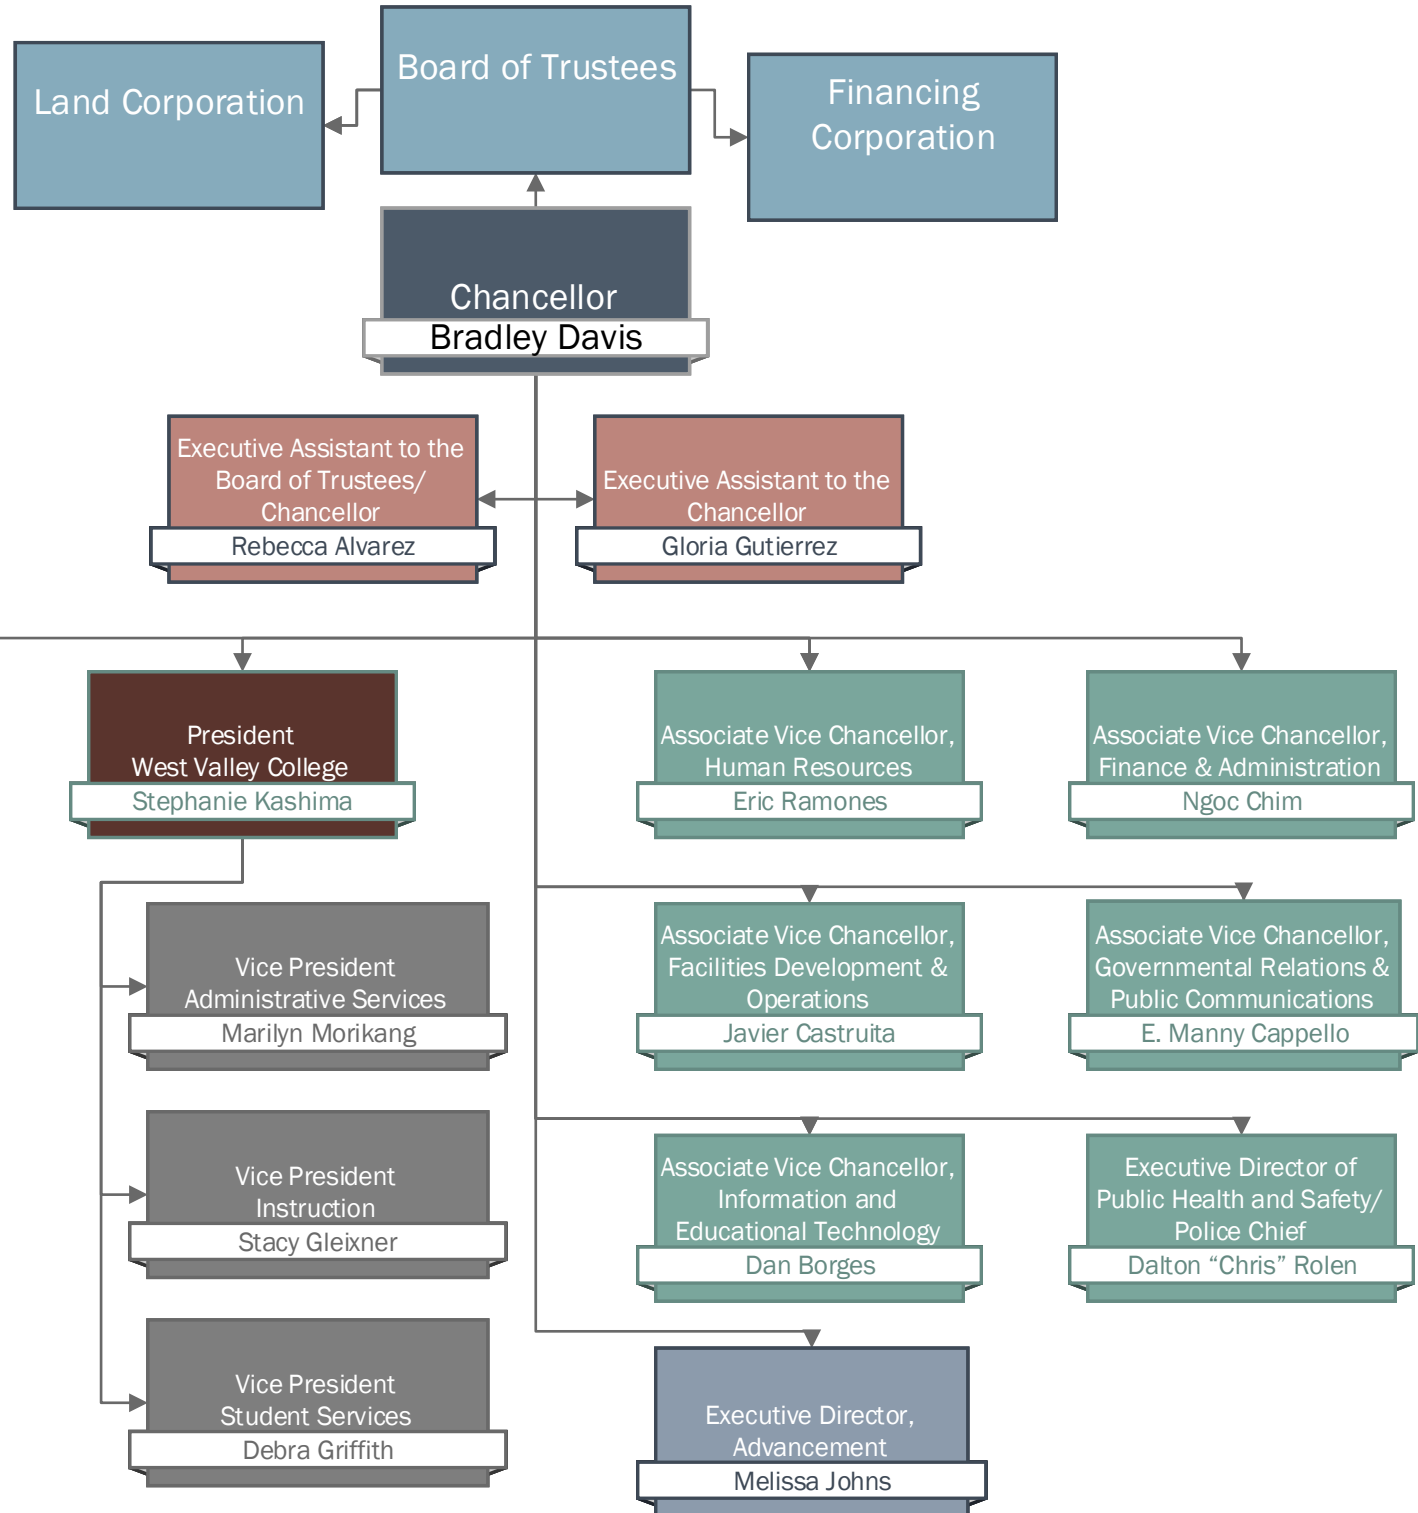 Board of Trustees
Land Corporation
Financing
Corporation
Chancellor
Bradley Davis
Executive Assistant to the
Board of Trustees/
Chancellor
Rebecca Alvarez
Executive Assistant to the
Chancellor
Gloria Gutierrez
President
West Valley College
Stephanie Kashima
Associate Vice Chancellor,
Human Resources
Eric Ramones
Associate Vice Chancellor,
Finance & Administration
Ngoc Chim
Vice President
Administrative Services
Marilyn Morikang
Associate Vice Chancellor,
Facilities Development &
Operations
Javier Castruita
Associate Vice Chancellor,
Governmental Relations &
Public Communications
E. Manny Cappello
Vice President
Instruction
Stacy Gleixner
Associate Vice Chancellor,
Information and
Educational Technology
Dan Borges
Executive Director of
Public Health and Safety/
Police Chief
Dalton “Chris” Rolen
Vice President
Student Services
Debra Griffith
Executive Director,
Advancement
Melissa Johns